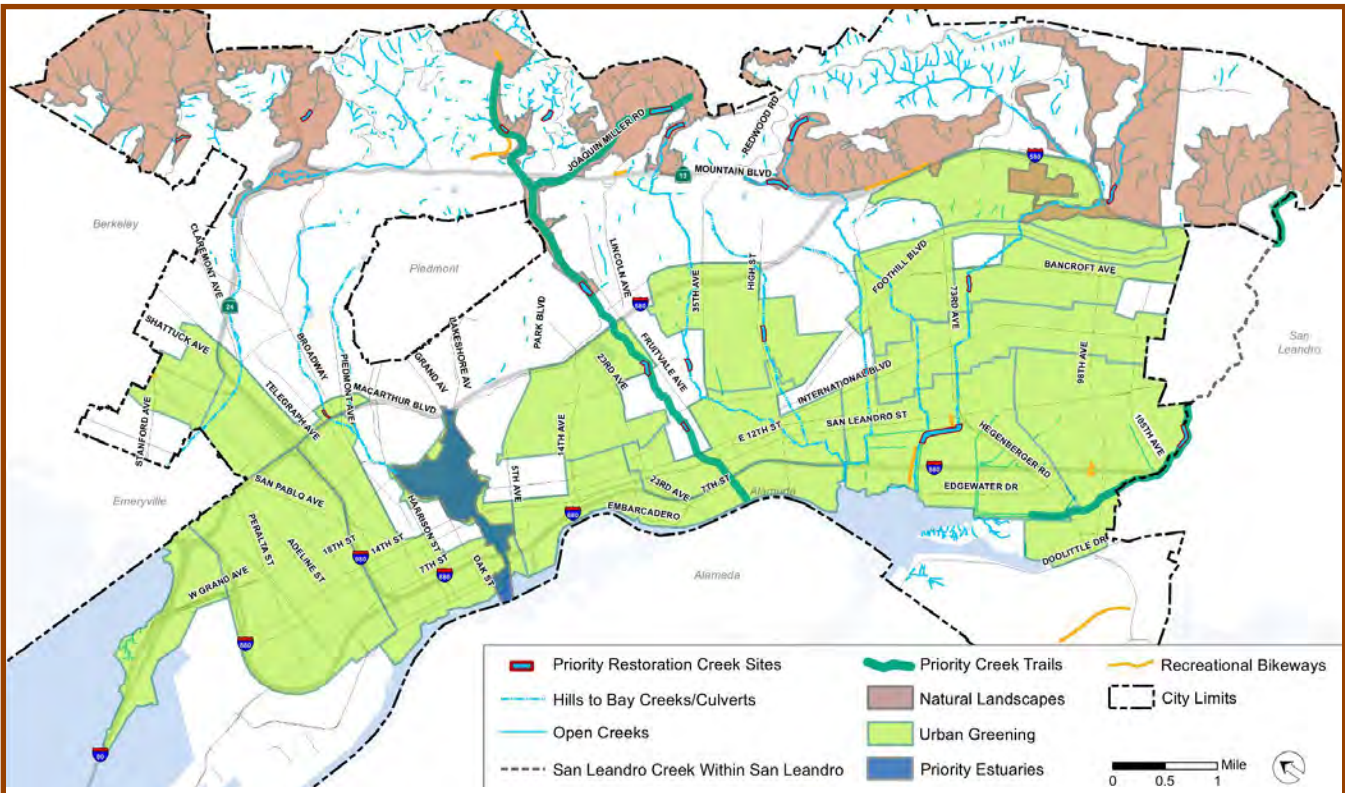 JOAQUIN MILLER RD
REDWOOD RD
580
13
MOUNTAIN BLVD
Berkeley
CLAREMONT AVE
Piedmont
LINCOLN AVE
35TH AVE
HIGH ST
FOOTHILL BLVD
BANCROFT AVE
73RD AVE
24
580
PARK BLVD
LAKESHORE AV
GRAND AV
SHATTUCK AVE
BROADWAY
PIEDMONT AVE
MACARTHUR BLVD
23RD AVE
FRUITVALE AVE
INTERNATIONAL BLVD
98TH AVE
San
Leandro
STANFORD AVE
TELEGRAPH AVE
14TH AVE
E 12TH ST
SAN LEANDRO ST
HEGENBERGER RD
105TH AVE
Emeryville
SAN PABLO AVE
5TH AVE
23RD AVE
7TH ST
Alameda
EDGEWATER DR
PERALTA ST
ADELINE ST
18TH ST
14TH ST
HARRISON ST
7TH ST
OAK ST
EMBARCADERO
DOOLITTLE DR
W GRAND AVE
Alameda
880
880
880
Priority Restoration Creek Sites
Priority Creek Trails
Recreational Bikeways
Hills to Bay Creeks/Culverts
Natural Landscapes
City Limits
Open Creeks
Urban Greening
San Leandro Creek Within San Leandro
Priority Estuaries
Mile
0 0.5 1